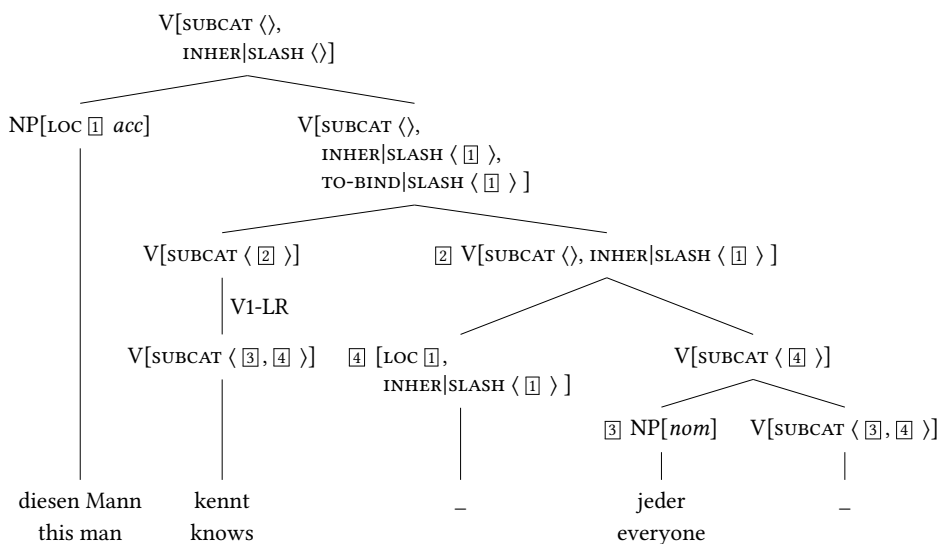 V[SUBCAT ⟨⟩,
INHER|SLASH ⟨⟩]
NP[LOC 1 acc]
V[SUBCAT ⟨⟩,
INHER|SLASH ⟨ 1 ⟩,
TO-BIND|SLASH ⟨ 1 ⟩ ]
V[SUBCAT ⟨ 2 ⟩]
2 V[SUBCAT ⟨⟩, INHER|SLASH ⟨ 1 ⟩ ]
V1-LR
V[SUBCAT ⟨ 3, 4 ⟩]
4 [LOC 1,
INHER|SLASH ⟨ 1 ⟩ ]
V[SUBCAT ⟨ 4 ⟩]
3 NP[nom]
V[SUBCAT ⟨ 3, 4 ⟩]
diesen Mann kennt _ jeder _
this man knows everyone